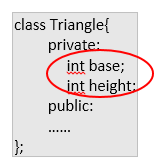 class Triangle{
private:
int base;
int height;
public:
......
};